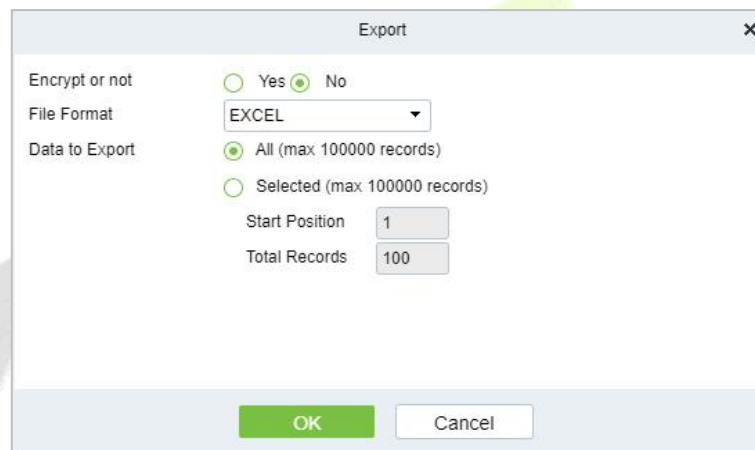 Export
Encrypt or not Yes No
File Format EXCEL
Data to Export All (max 100000 records)
Selected (max 100000 records)
Start Position 1
Total Records 100
OK Cancel